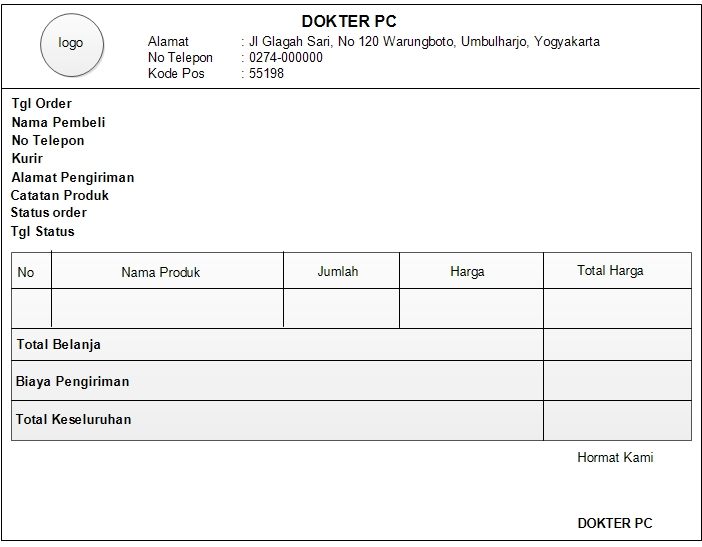 DOKTER PC
logo
Alamat : Jl Glagah Sari, No 120 Warungboto, Umbulharjo, Yogyakarta
No Telepon : 0274-000000
Kode Pos : 55198
Tgl Order
Nama Pembeli
No Telepon
Kurir
Alamat Pengiriman
Catatan Produk
Status order
Tgl Status
No Nama Produk Jumlah Harga Total Harga
Total Belanja
Biaya Pengiriman
Total Keseluruhan
Hormat Kami
DOKTER PC